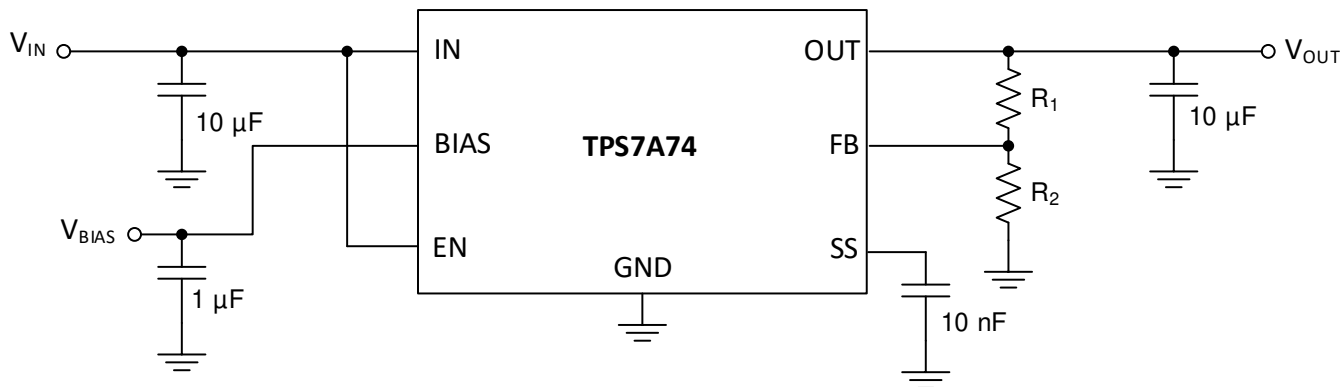 V_IN
IN
OUT
V_OUT
10 µF
R_1
10 µF
BIAS
TPS7A74
FB
R_2
V_BIAS
EN
SS
GND
1 µF
10 nF